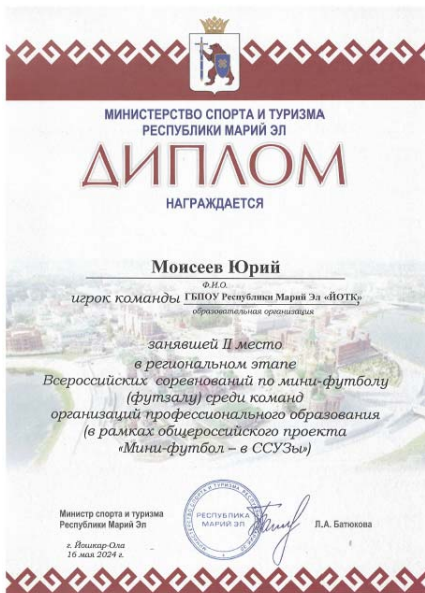 МИНИСТЕРСТВО СПОРТА И ТУРИЗМА
РЕСПУБЛИКИ МАРИЙ ЭЛ
ДИПЛОМ
НАГРАЖДАЕТСЯ
Моисеев Юрий
Ф.И.О.
игрок команды ГБПОУ Республики Марий Эл «ЙОТК»,
образовательная организация
занявшей II место
в региональном этапе
Всероссийских соревнований по мини-футболу
(футзалу) среди команд
организаций профессионального образования
(в рамках общероссийского проекта
«Мини-футбол – в ССУЗы»)
Министр спорта и туризма
Республики Марий Эл
РЕСПУБЛИКА
МАРИЙ ЭЛ
Л.А. Батюкова
г. Йошкар-Ола
16 мая 2024 г.